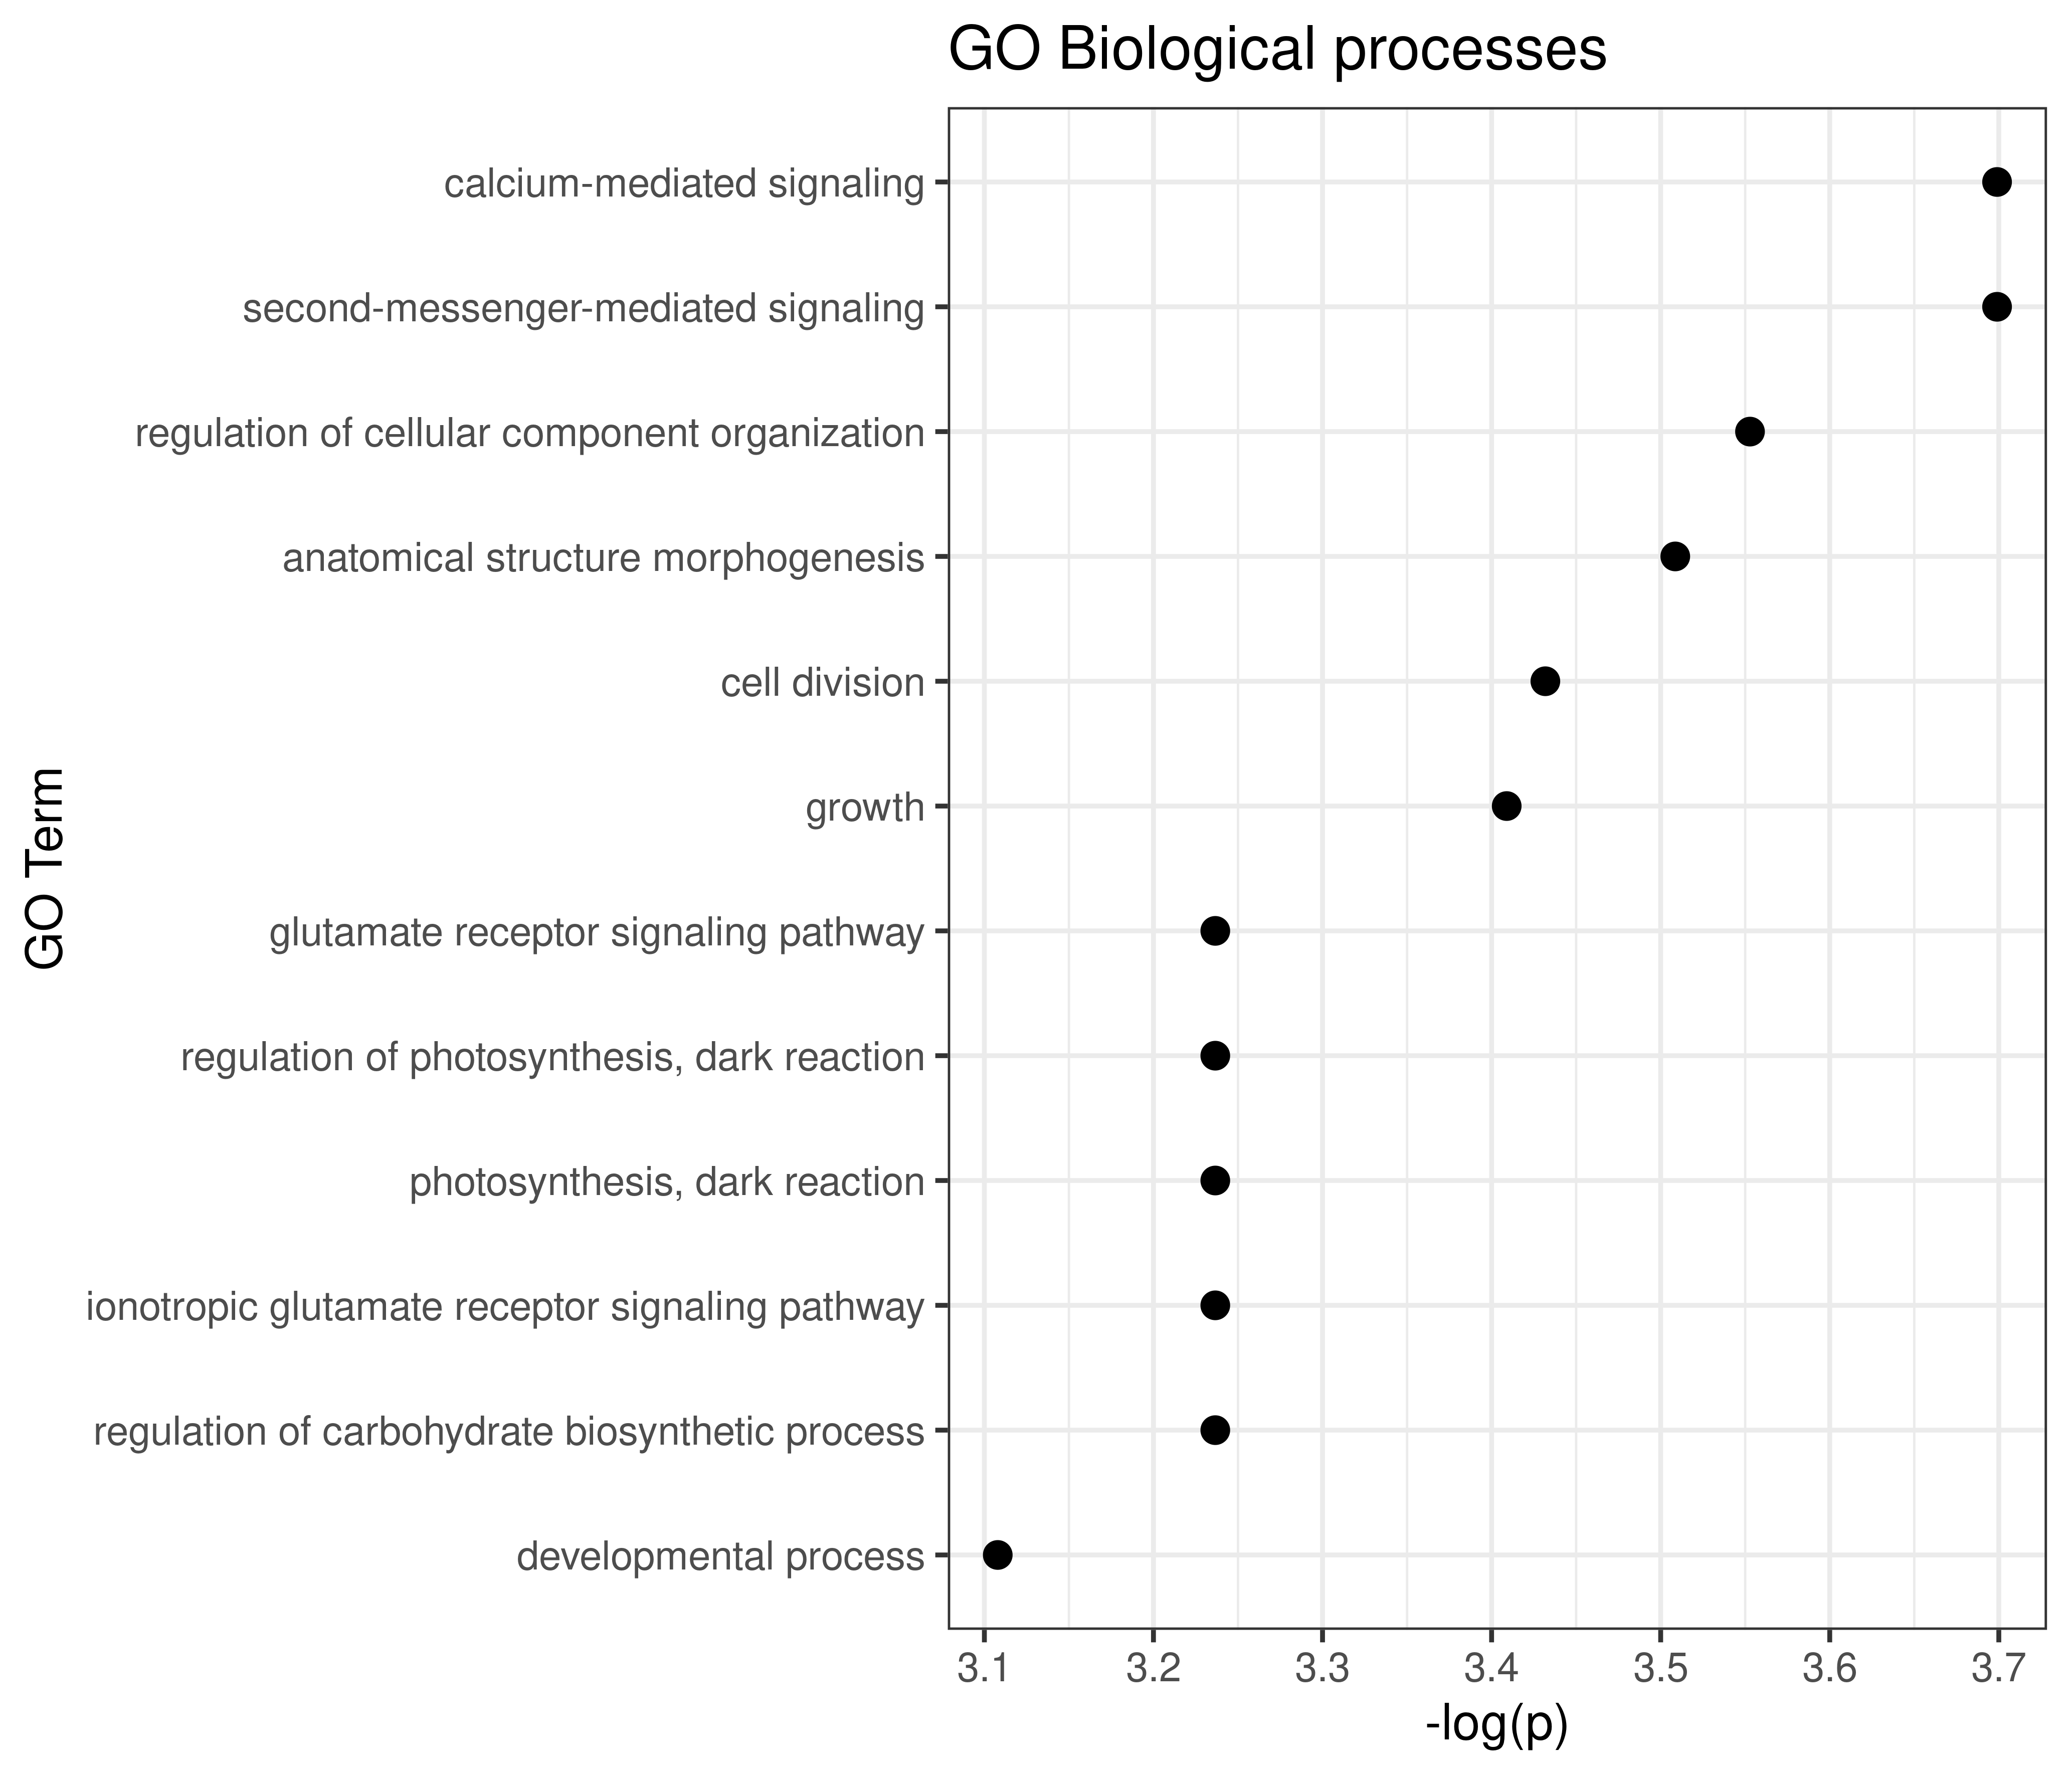 GO Biological processes
calcium-mediated signaling
second-messenger-mediated signaling
regulation of cellular component organization
anatomical structure morphogenesis
cell division
growth
glutamate receptor signaling pathway
regulation of photosynthesis, dark reaction
photosynthesis, dark reaction
ionotropic glutamate receptor signaling pathway
regulation of carbohydrate biosynthetic process
developmental process
GO Term
3.1 3.2 3.3 3.4 3.5 3.6 3.7
-log(p)